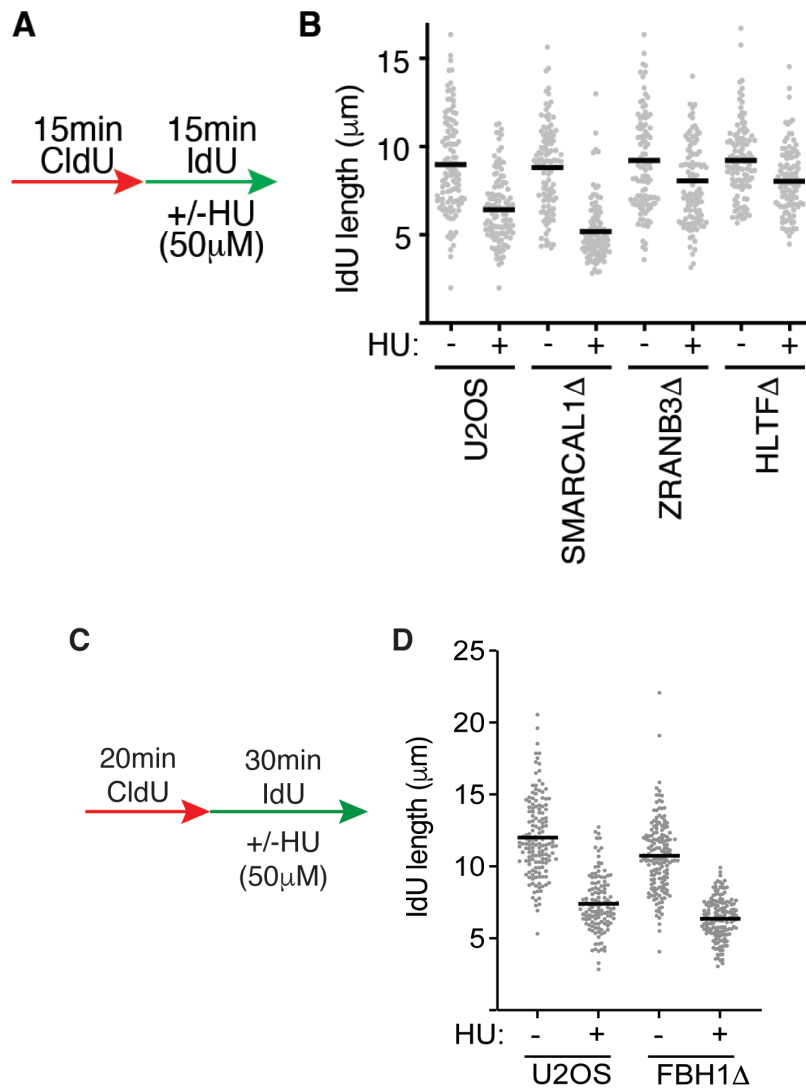 A
15min
CldU
15min
IdU
+/-HU
(50μM)
B
IdU length (μm)
15
10
5
HU:
- + - + - + - +
U2OS
SMARCAL1Δ
ZRANB3Δ
HLTFΔ
C
20min
CldU
30min
IdU
+/-HU
(50μM)
D
IdU length (μm)
25
20
15
10
5
HU:
- + - +
U2OS
FBH1Δ